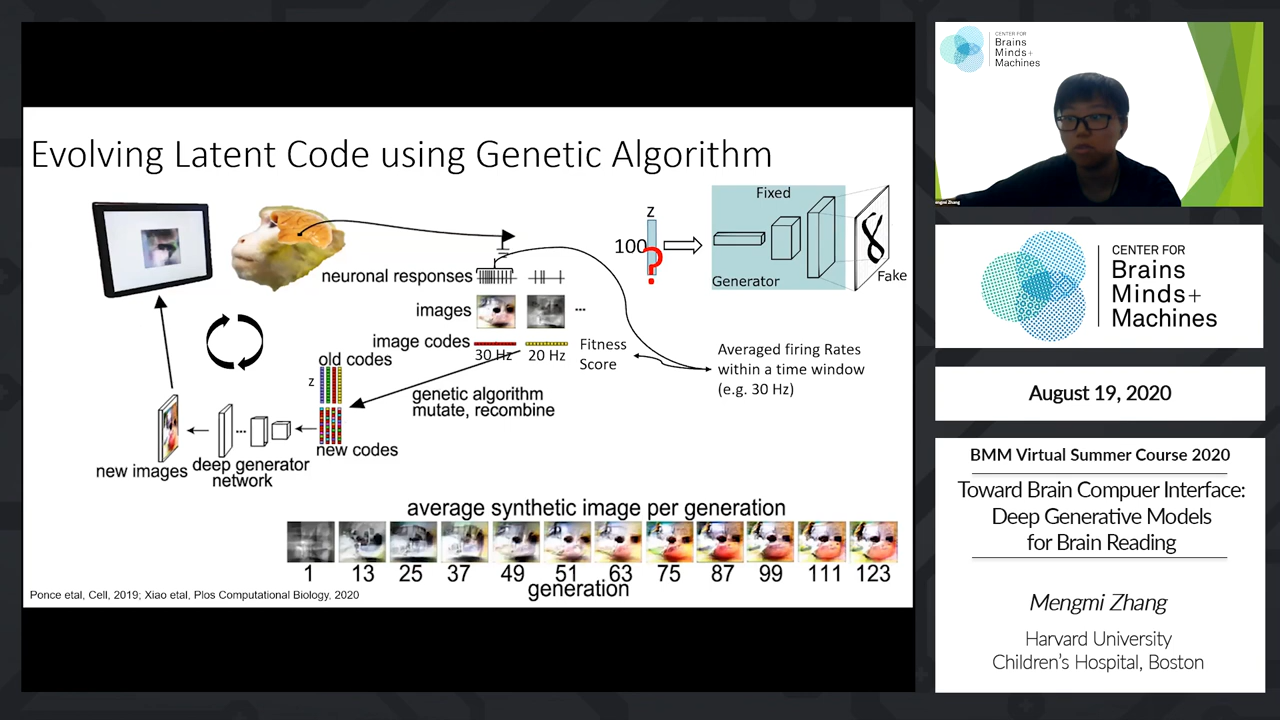 Evolving Latent Code using Genetic Algorithm
z
100
?
Fixed
Generator
8
Fake
neuronal responses
images
...
image codes
30 Hz
20 Hz
Fitness
Score
Averaged firing Rates
within a time window
(e.g. 30 Hz)
old codes
z
genetic algorithm
mutate, recombine
new codes
...
deep generator
network
new images
average synthetic image per generation
1 13 25 37 49 51 63 75 87 99 111 123
generation
Ponce etal, Cell, 2019; Xiao etal, Plos Computational Biology, 2020
CENTER FOR
Brains
Minds+
Machines
CENTER FOR
Brains
Minds+
Machines
August 19, 2020
BMM Virtual Summer Course 2020
Toward Brain Compuer Interface:
Deep Generative Models
for Brain Reading
Mengmi Zhang
Harvard University
Children's Hospital, Boston